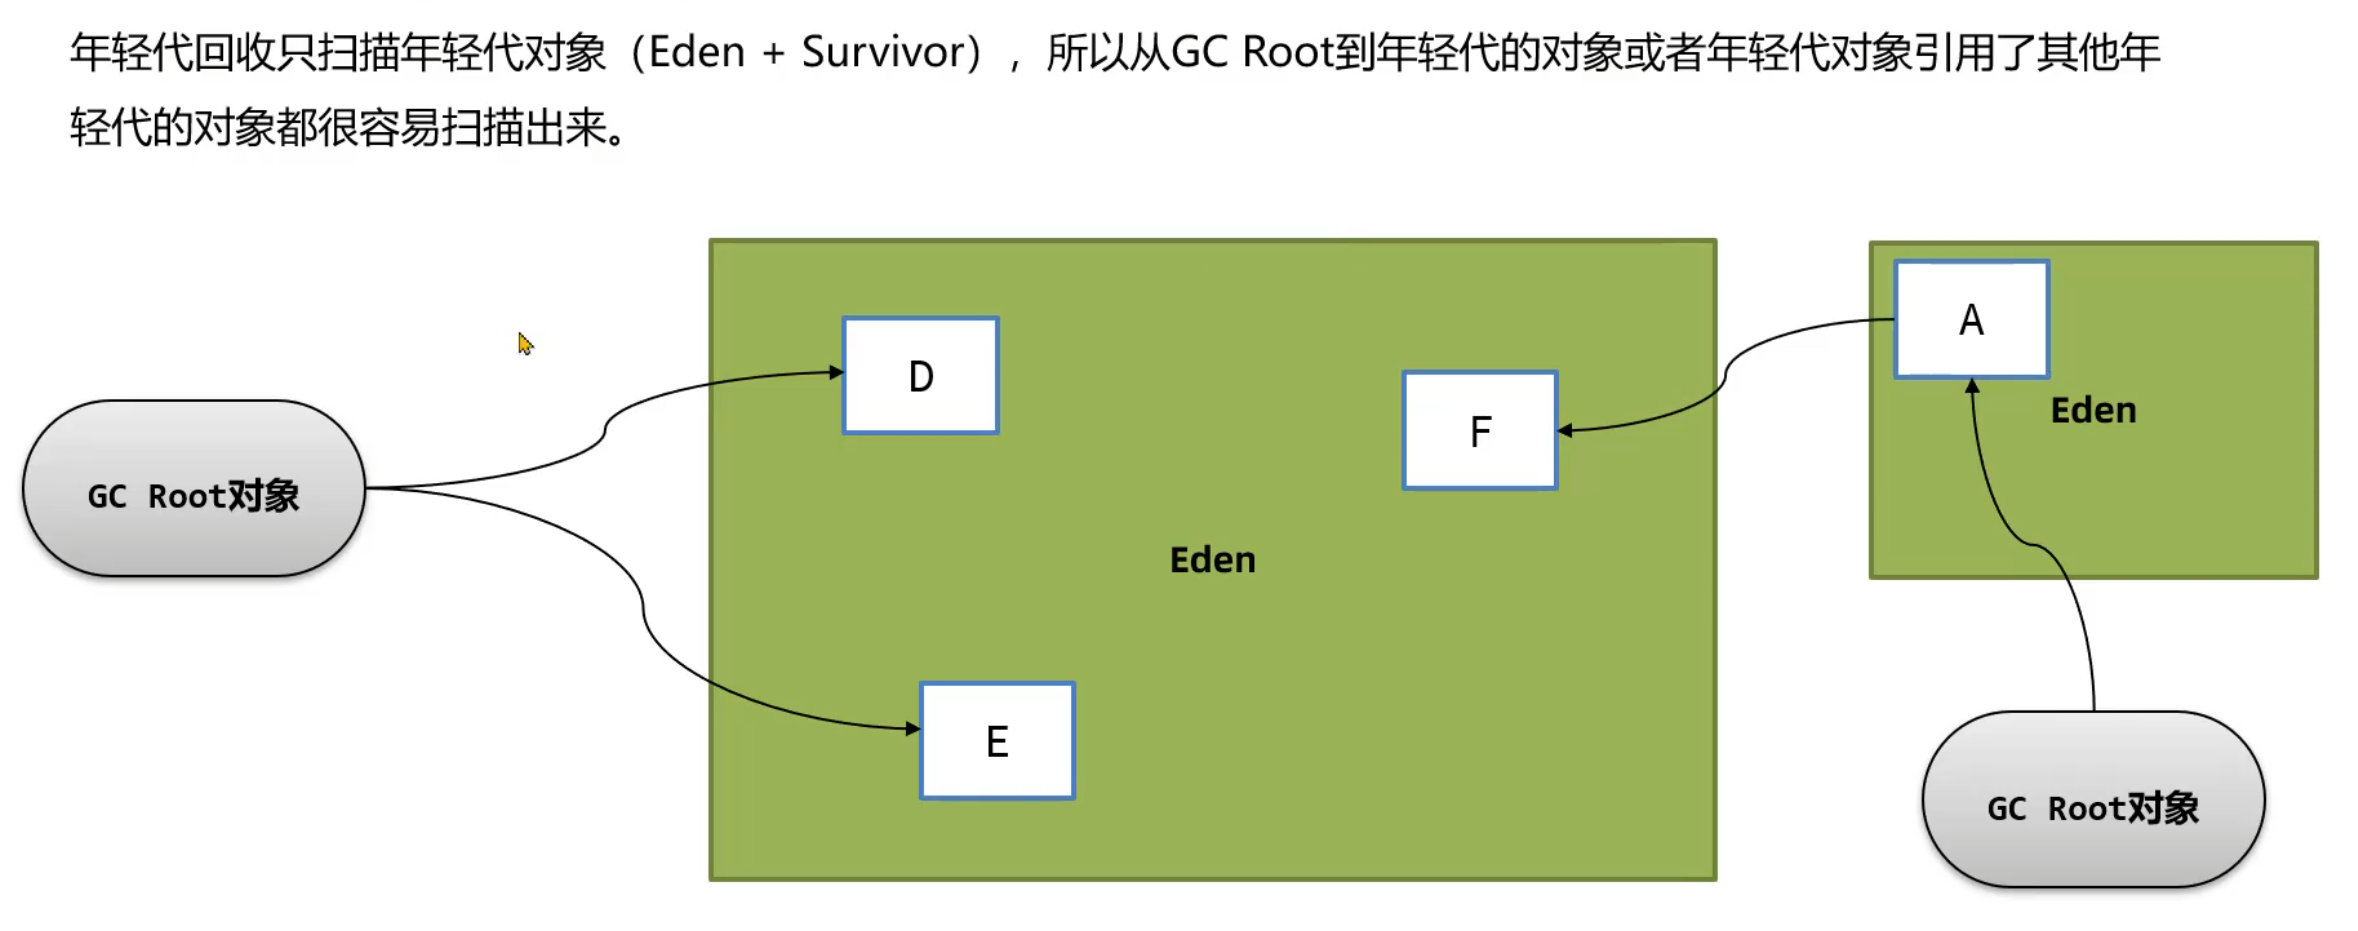 年轻代回收只扫描年轻代对象（Eden + Survivor），所以从GC Root到年轻代的对象或者年轻代对象引用了其他年
轻代的对象都很容易扫描出来。
A
D
Eden
F
GC Root对象
Eden
E
GC Root对象